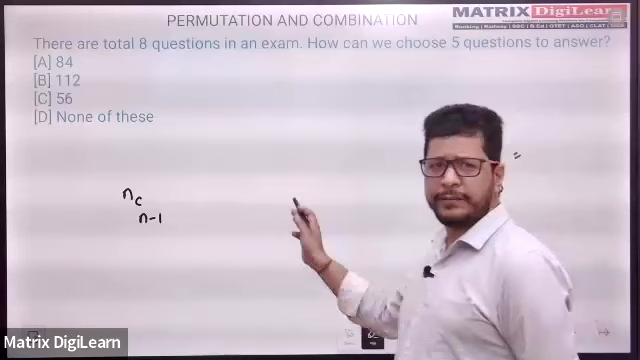 PERMUTATION AND COMBINATION
MATRIX DigiLearn
There are total 8 questions in an exam. How can we choose 5 questions to answer?
[A] 84
[B] 112
[C] 56
[D] None of these
n c
n-1
=
Matrix DigiLearn